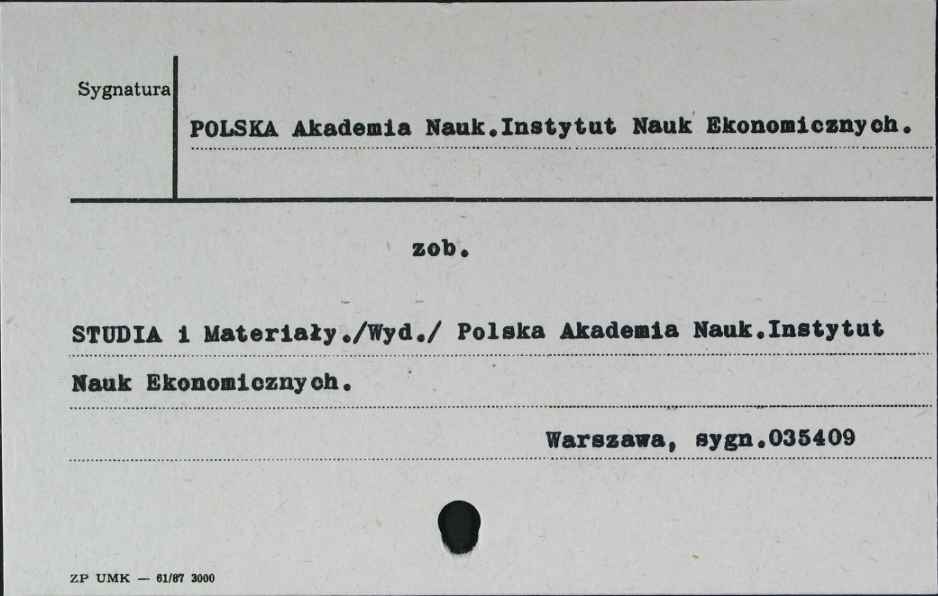 Sygnatura
POLSKA Akademia Nauk.Instytut Nauk Ekonomicznych.
zob.
STUDIA i Materiały./Wyd./ Polska Akademia Nauk.Instytut
Nauk Ekonomicznych.
Warszawa, sygn.035409
ZP UMK — 61/87 3000